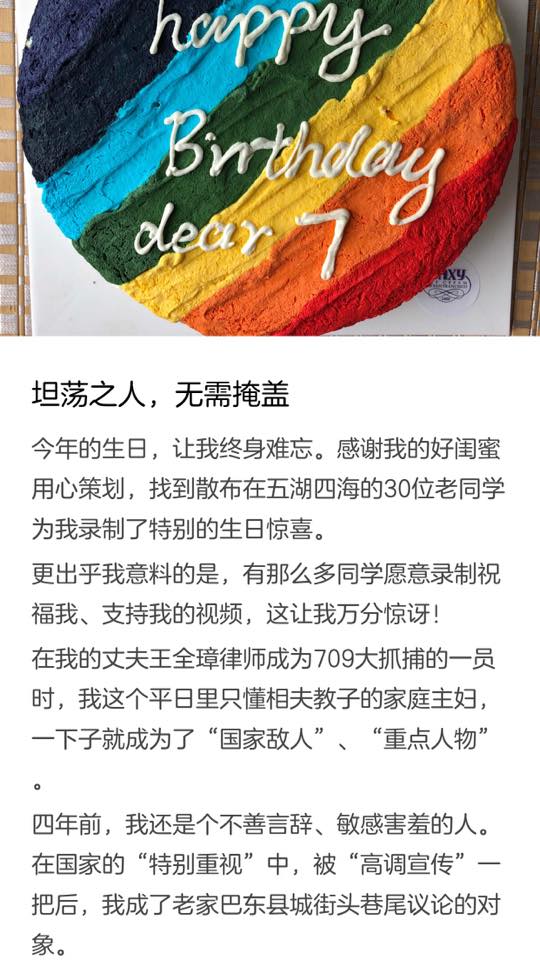 happy
Birthday
dear 7
坦荡之人，无需掩盖
今年的生日，让我终身难忘。感谢我的好闺蜜
用心策划，找到散布在五湖四海的30位老同学
为我录制了特别的生日惊喜。
更出乎我意料的是，有那么多同学愿意录制祝
福我、支持我的视频，这让我万分惊讶！
在我的丈夫王全璋律师成为709大抓捕的一员
时，我这个平日里只懂相夫教子的家庭主妇，
一下子就成为了“国家敌人”、“重点人物”
。
四年前，我还是个不善言辞、敏感害羞的人。
在国家的“特别重视”中，被“高调宣传”一
把后，我成了老家巴东县城街头巷尾议论的对
象。